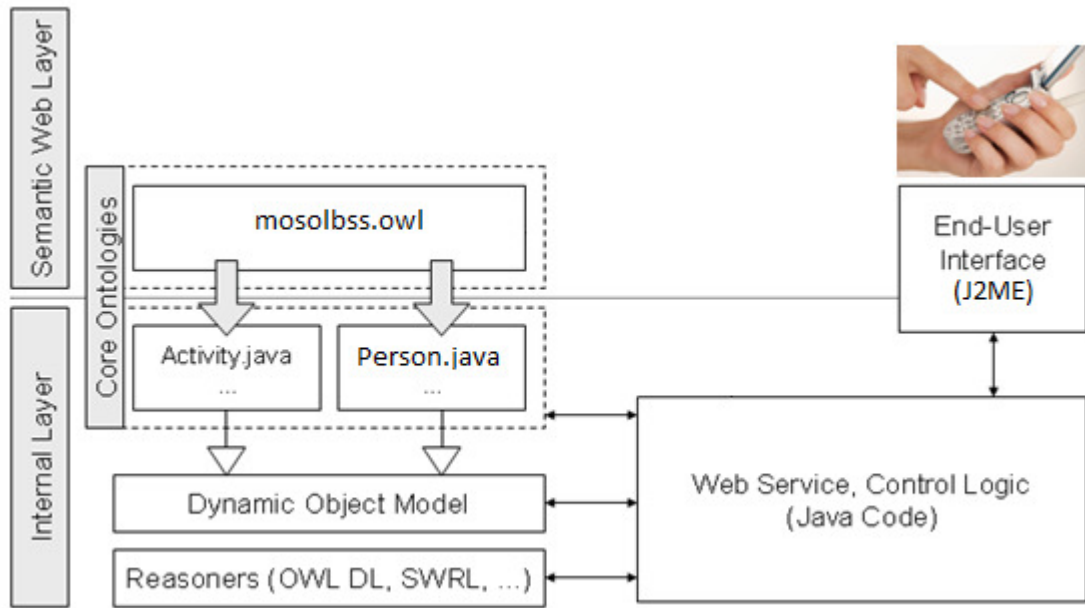 Semantic Web Layer
Core Ontologies
mosolbss.owl
End-User
Interface
(J2ME)
Internal Layer
Activity.java
...
Person.java
...
Dynamic Object Model
Web Service, Control Logic
(Java Code)
Reasoners (OWL DL, SWRL, ...)